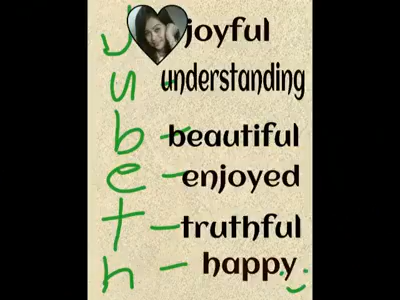 J joyful
u - understanding
b - beautiful
e - enjoyed
t - truthful
h - happy